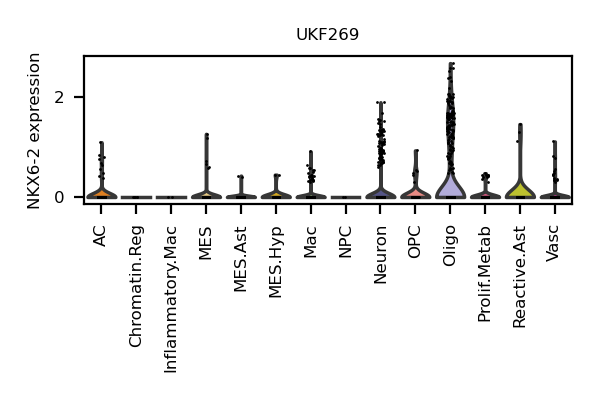 UKF269
NKX6-2 expression
2
0
AC
Chromatin.Reg
Inflammatory.Mac
MES
MES.Ast
MES.Hyp
Mac
NPC
Neuron
OPC
Oligo
Prolif.Metab
Reactive.Ast
Vasc